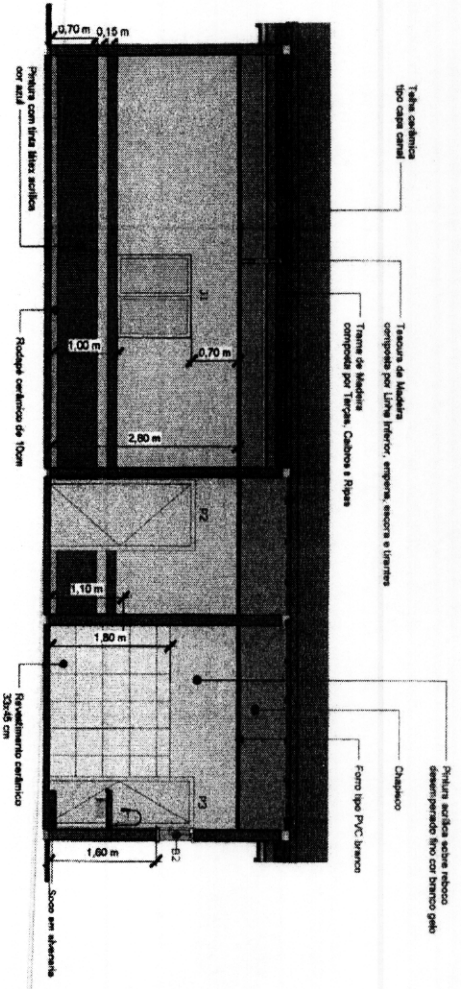 Telha cerâmica
tipo capa canal
Tesoura de Madeira
composta por Linha Inferior, empena, escora e tirantes
Trama de Madeira
composta por Terças, Caibros e Ripas
Pintura acrílica sobre reboco
desempenado fino cor branco gelo
Chapisco
Forro tipo PVC branco
0,70 m
0,15 m
J1
0,70 m
1,00 m
2,80 m
P2
1,10 m
1,80 m
P3
B2
1,60 m
Pintura com tinta látex acrílica
cor azul
Rodapé cerâmico de 10cm
Revestimento cerâmico
33x45 cm
Soco em alvenaria